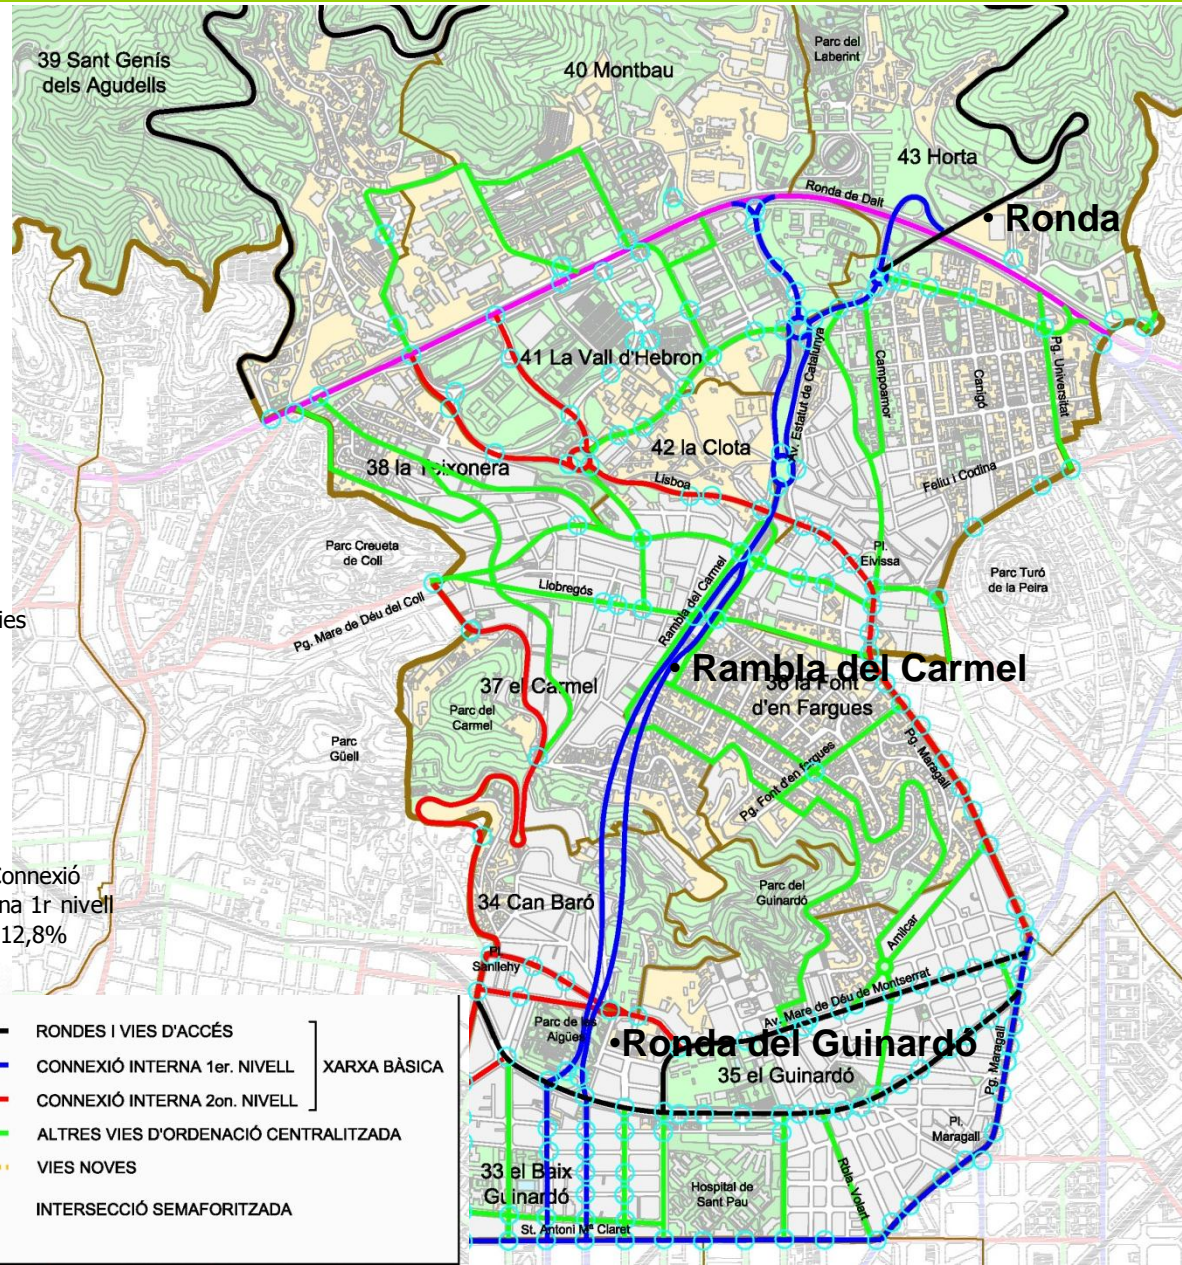 39 Sant Genís
dels Agudells
40 Montbau
Parc del
Laberint
43 Horta
Ronda de Dalt
• Ronda
41 La Vall d'Hebron
Av. Estatut de Catalunya
Campoamor
Canigó
Pg. Universitat
42 la Clota
38 la Teixonera
Lisboa
Feliu i Codina
Parc Creueta
de Coll
Pl.
Eivissa
Parc Turó
de la Peira
Llobregós
Rambla del Carmel
Pg. Mare de Déu del Coll
ies
• Rambla del Carmel
37 el Carmel
36 la Font
d'en Fargues
Parc del
Carmel
Parc
Güell
Pg. Maragall
Pg. Font d'en fargues
Connexió
na 1r nivell
12,8%
34 Can Baró
Parc del
Guinardó
Amilcar
Pl.
Sanllehy
Av. Mare de Déu de Montserrat
Parc de les
Aigües
•Ronda del Guinardó
35 el Guinardó
Pg. Maragall
Pl.
Maragall
RONDES I VIES D'ACCÉS
CONNEXIÓ INTERNA 1er. NIVELL
XARXA BÀSICA
CONNEXIÓ INTERNA 2on. NIVELL
ALTRES VIES D'ORDENACIÓ CENTRALITZADA
VIES NOVES
INTERSECCIÓ SEMAFORITZADA
33 el Baix
Guinardó
Hospital de
Sant Pau
Rbla. Volart
St. Antoni Mª Claret